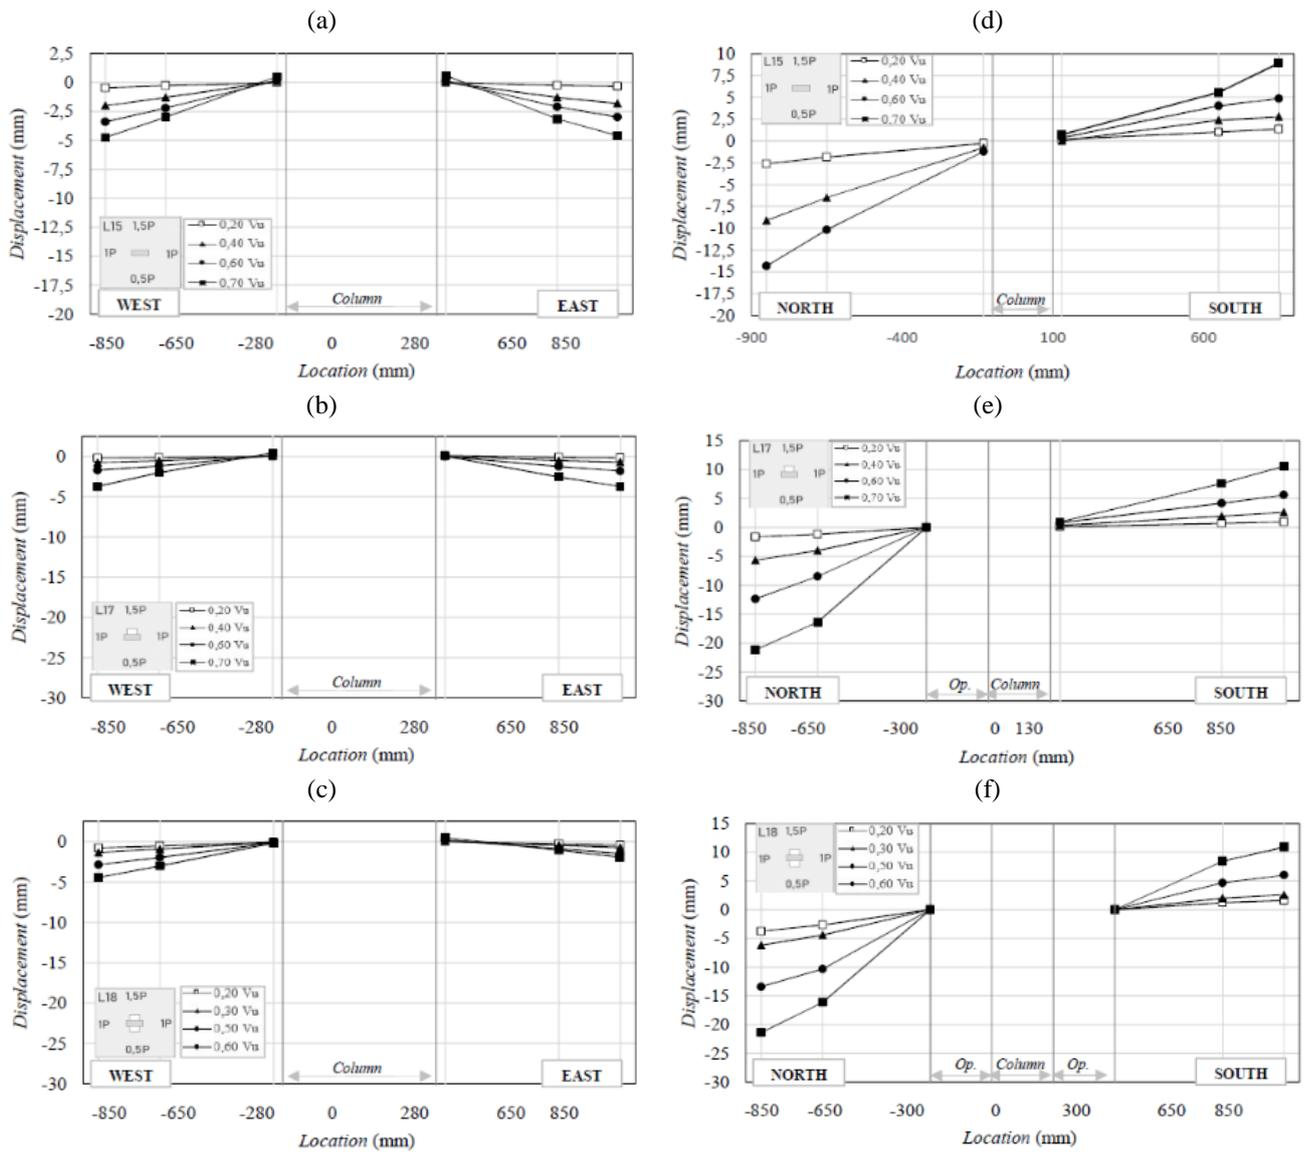 (a)
2,5
0
-2,5
-5
-7,5
-10
-12,5
-15
-17,5
-20
Displacement (mm)
L15 1,5P
1P 1P
0,5P
0,20 Vu
0,40 Vu
0,60 Vu
0,70 Vu
WEST
Column
EAST
-850 -650 -280 0 280 650 850
Location (mm)
(d)
10
7,5
5
2,5
0
-2,5
-5
-7,5
-10
-12,5
-15
-17,5
-20
Displacement (mm)
L15 1,5P
1P 1P
0,5P
0,20 Vu
0,40 Vu
0,60 Vu
0,70 Vu
NORTH
Column
SOUTH
-900 -400 100 600
Location (mm)
(b)
0
-5
-10
-15
-20
-25
-30
Displacement (mm)
L17 1,5P
1P 1P
0,5P
0,20 Vu
0,40 Vu
0,60 Vu
0,70 Vu
WEST
Column
EAST
-850 -650 -280 0 280 650 850
Location (mm)
(e)
15
10
5
0
-5
-10
-15
-20
-25
-30
Displacement (mm)
L17 1,5P
1P 1P
0,5P
0,20 Vu
0,40 Vu
0,60 Vu
0,70 Vu
NORTH
Op. Column
SOUTH
-850 -650 -300 0 130 650 850
Location (mm)
(c)
0
-5
-10
-15
-20
-25
-30
Displacement (mm)
L18 1,5P
1P 1P
0,5P
0,20 Vu
0,30 Vu
0,50 Vu
0,60 Vu
WEST
Column
EAST
-850 -650 -280 0 280 650 850
Location (mm)
(f)
15
10
5
0
-5
-10
-15
-20
-25
-30
Displacement (mm)
L18 1,5P
1P 1P
0,5P
0,20 Vu
0,30 Vu
0,50 Vu
0,60 Vu
NORTH
Op. Column Op.
SOUTH
-850 -650 -300 0 300 650 850
Location (mm)